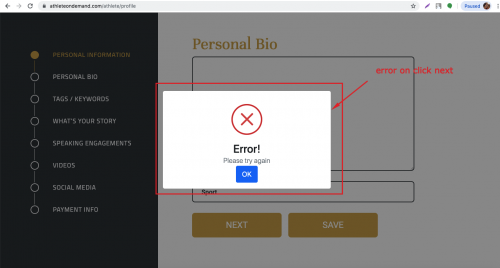 athleteondemand.com/athlete/profile
Paused
PERSONAL INFORMATION
PERSONAL BIO
TAGS / KEYWORDS
WHAT'S YOUR STORY
SPEAKING ENGAGEMENTS
VIDEOS
SOCIAL MEDIA
PAYMENT INFO
Personal Bio
error on click next
Error!
Please try again
OK
Sport
NEXT
SAVE